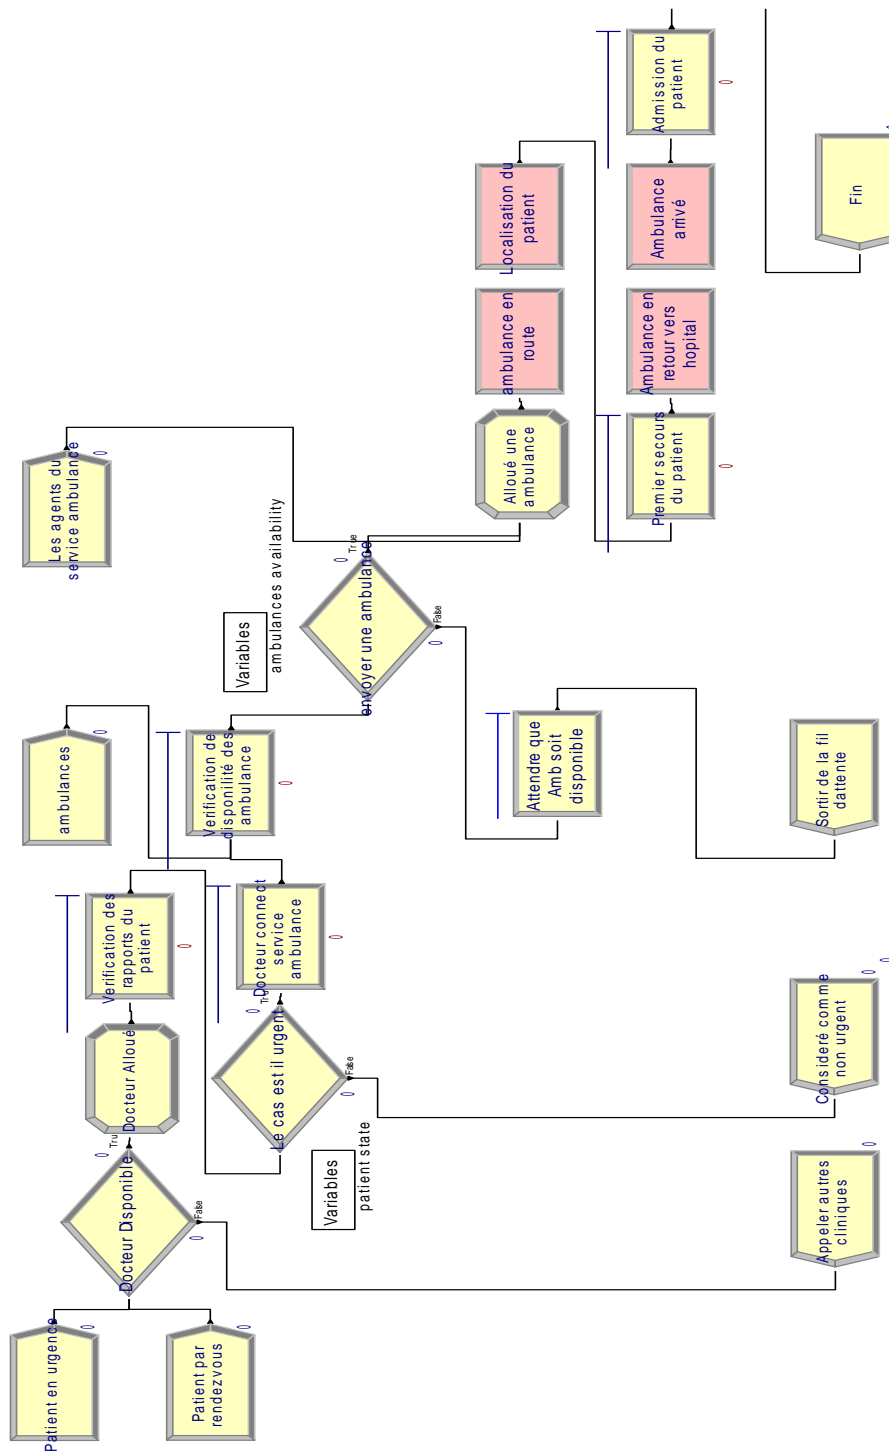 Patient en urgence
0
Patient par
rendezvous
0
Docteur Disponible
0
True
0
False
Docteur Alloué
Verification des
rapports du
patient
0
Le cas est il urgent
0
True
0
False
Variables
patient state
Docteur connect
service
ambulance
0
ambulances
0
Verification de
disponilité des
ambulance
0
Variables
ambulances availability
envoyer une ambulance
0
True
0
False
Les agents du
service ambulance
0
Alloué une
ambulance
ambulance en
route
Localisation du
patient
Premier secours
du patient
0
Ambulance en
retour vers
hopital
Ambulance
arrivé
Admission du
patient
0
Attendre que
Amb soit
disponible
Sortir de la fil
dattente
0
Consideré comme
non urgent
0
Appeler autres
cliniques
0
Fin